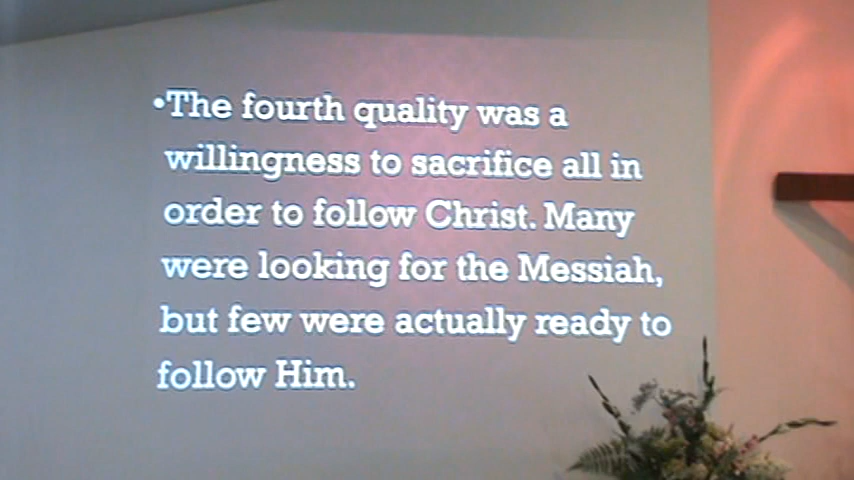 •The fourth quality was a
willingness to sacrifice all in
order to follow Christ. Many
were looking for the Messiah,
but few were actually ready to
follow Him.